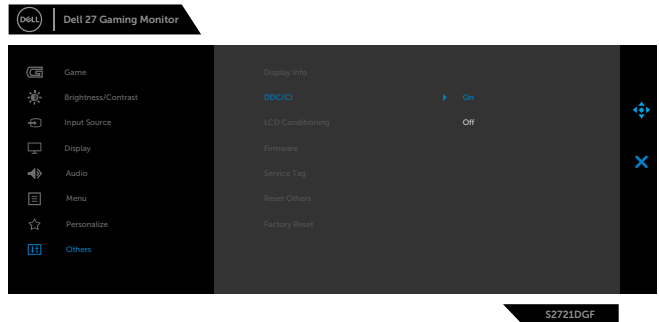 DELL Dell 27 Gaming Monitor
Game Display Info
Brightness/Contrast DDC/CI On
Input Source LCD Conditioning Off
Display Firmware
Audio Service Tag
Menu Reset Others
Personalize Factory Reset
Others
S2721DGF